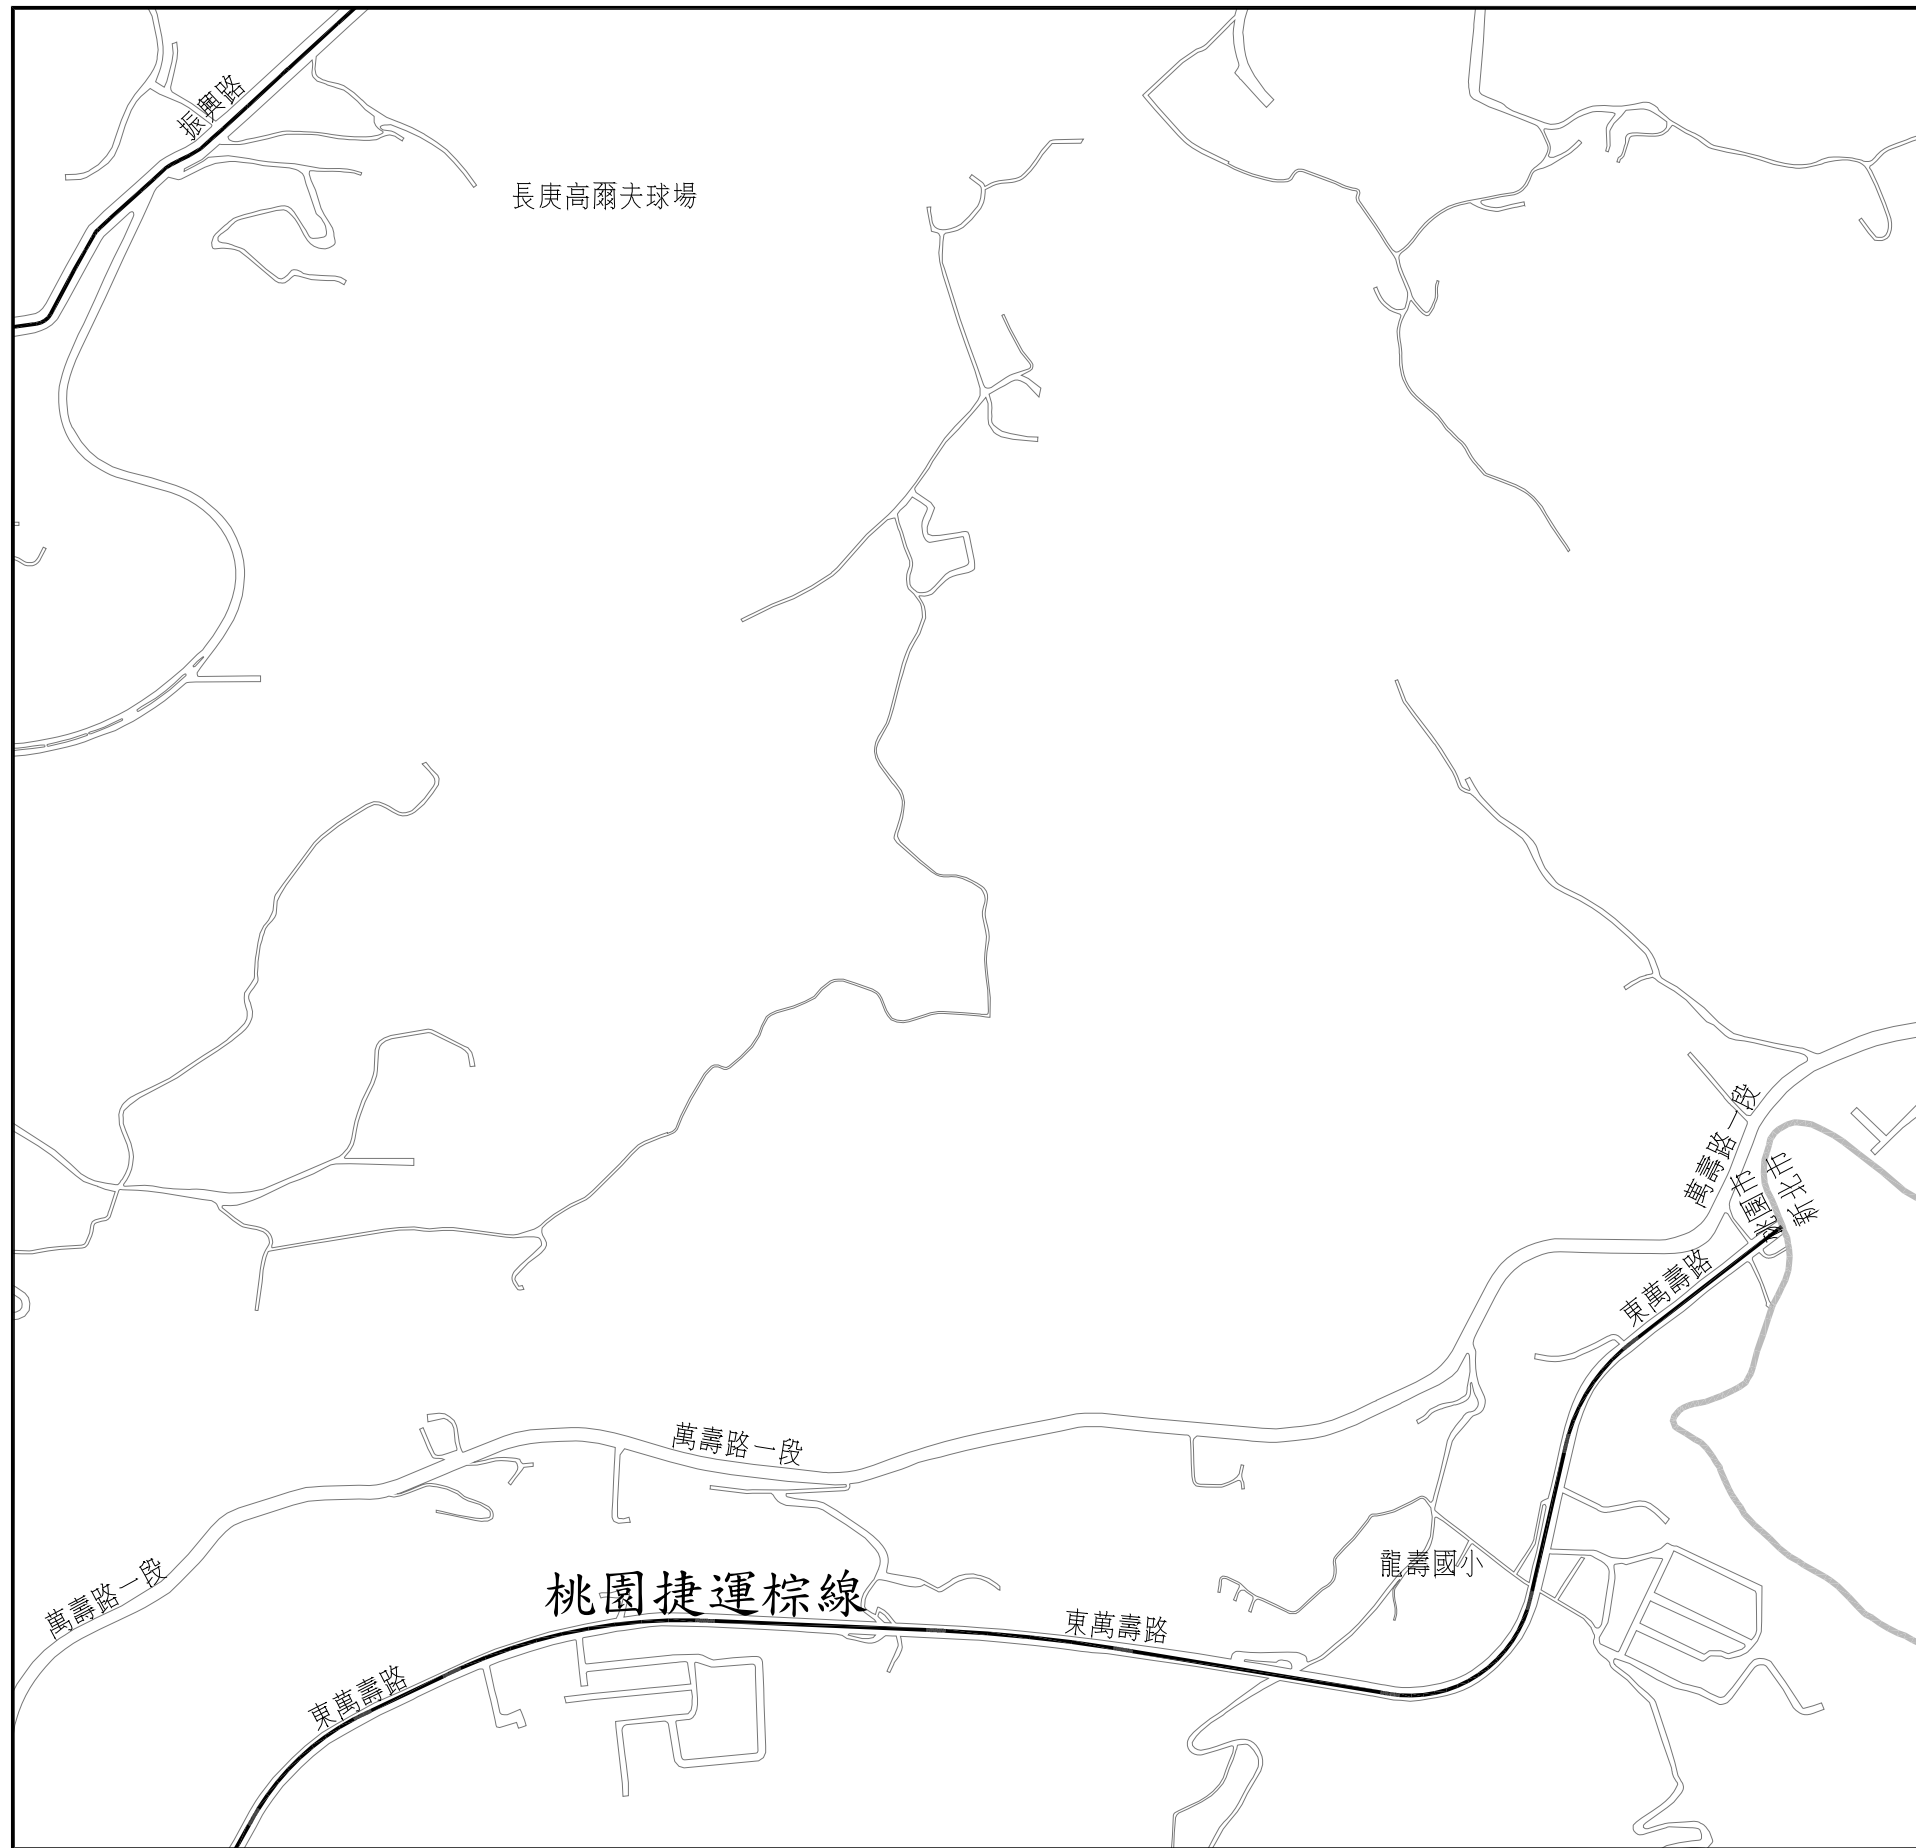 振興路
長庚高爾夫球場
萬壽路一段
桃園市
新北市
東萬壽路
萬壽路一段
龍壽國小
萬壽路一段
桃園捷運棕線
東萬壽路
東萬壽路